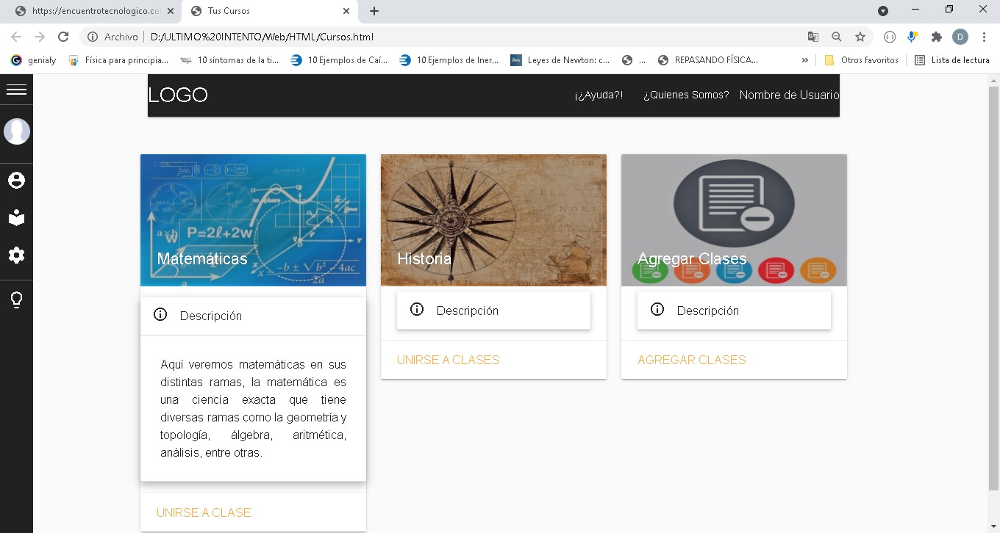 https://encuentrotecnologico.co
Tus Cursos
Archivo
D:/ULTIMO%20INTENTO/Web/HTML/Cursos.html
D
genialy
Física para principia...
10 síntomas de la ti...
10 Ejemplos de Caí...
10 Ejemplos de Iner...
Leyes de Newton: c...
...
REPASANDO FÍSICA...
»
Otros favoritos
Lista de lectura
LOGO
¡¿Ayuda?!
¿Quienes Somos?
Nombre de Usuario
P=2ℓ+2w
W
a
x=
-b ± √b²-4ac
2a
Matemáticas
Historia
Agregar Clases
Descripción
Descripción
Descripción
Aquí veremos matemáticas en sus
distintas ramas, la matemática es
una ciencia exacta que tiene
diversas ramas como la geometría y
topología, álgebra, aritmética,
análisis, entre otras.
UNIRSE A CLASE
UNIRSE A CLASES
AGREGAR CLASES